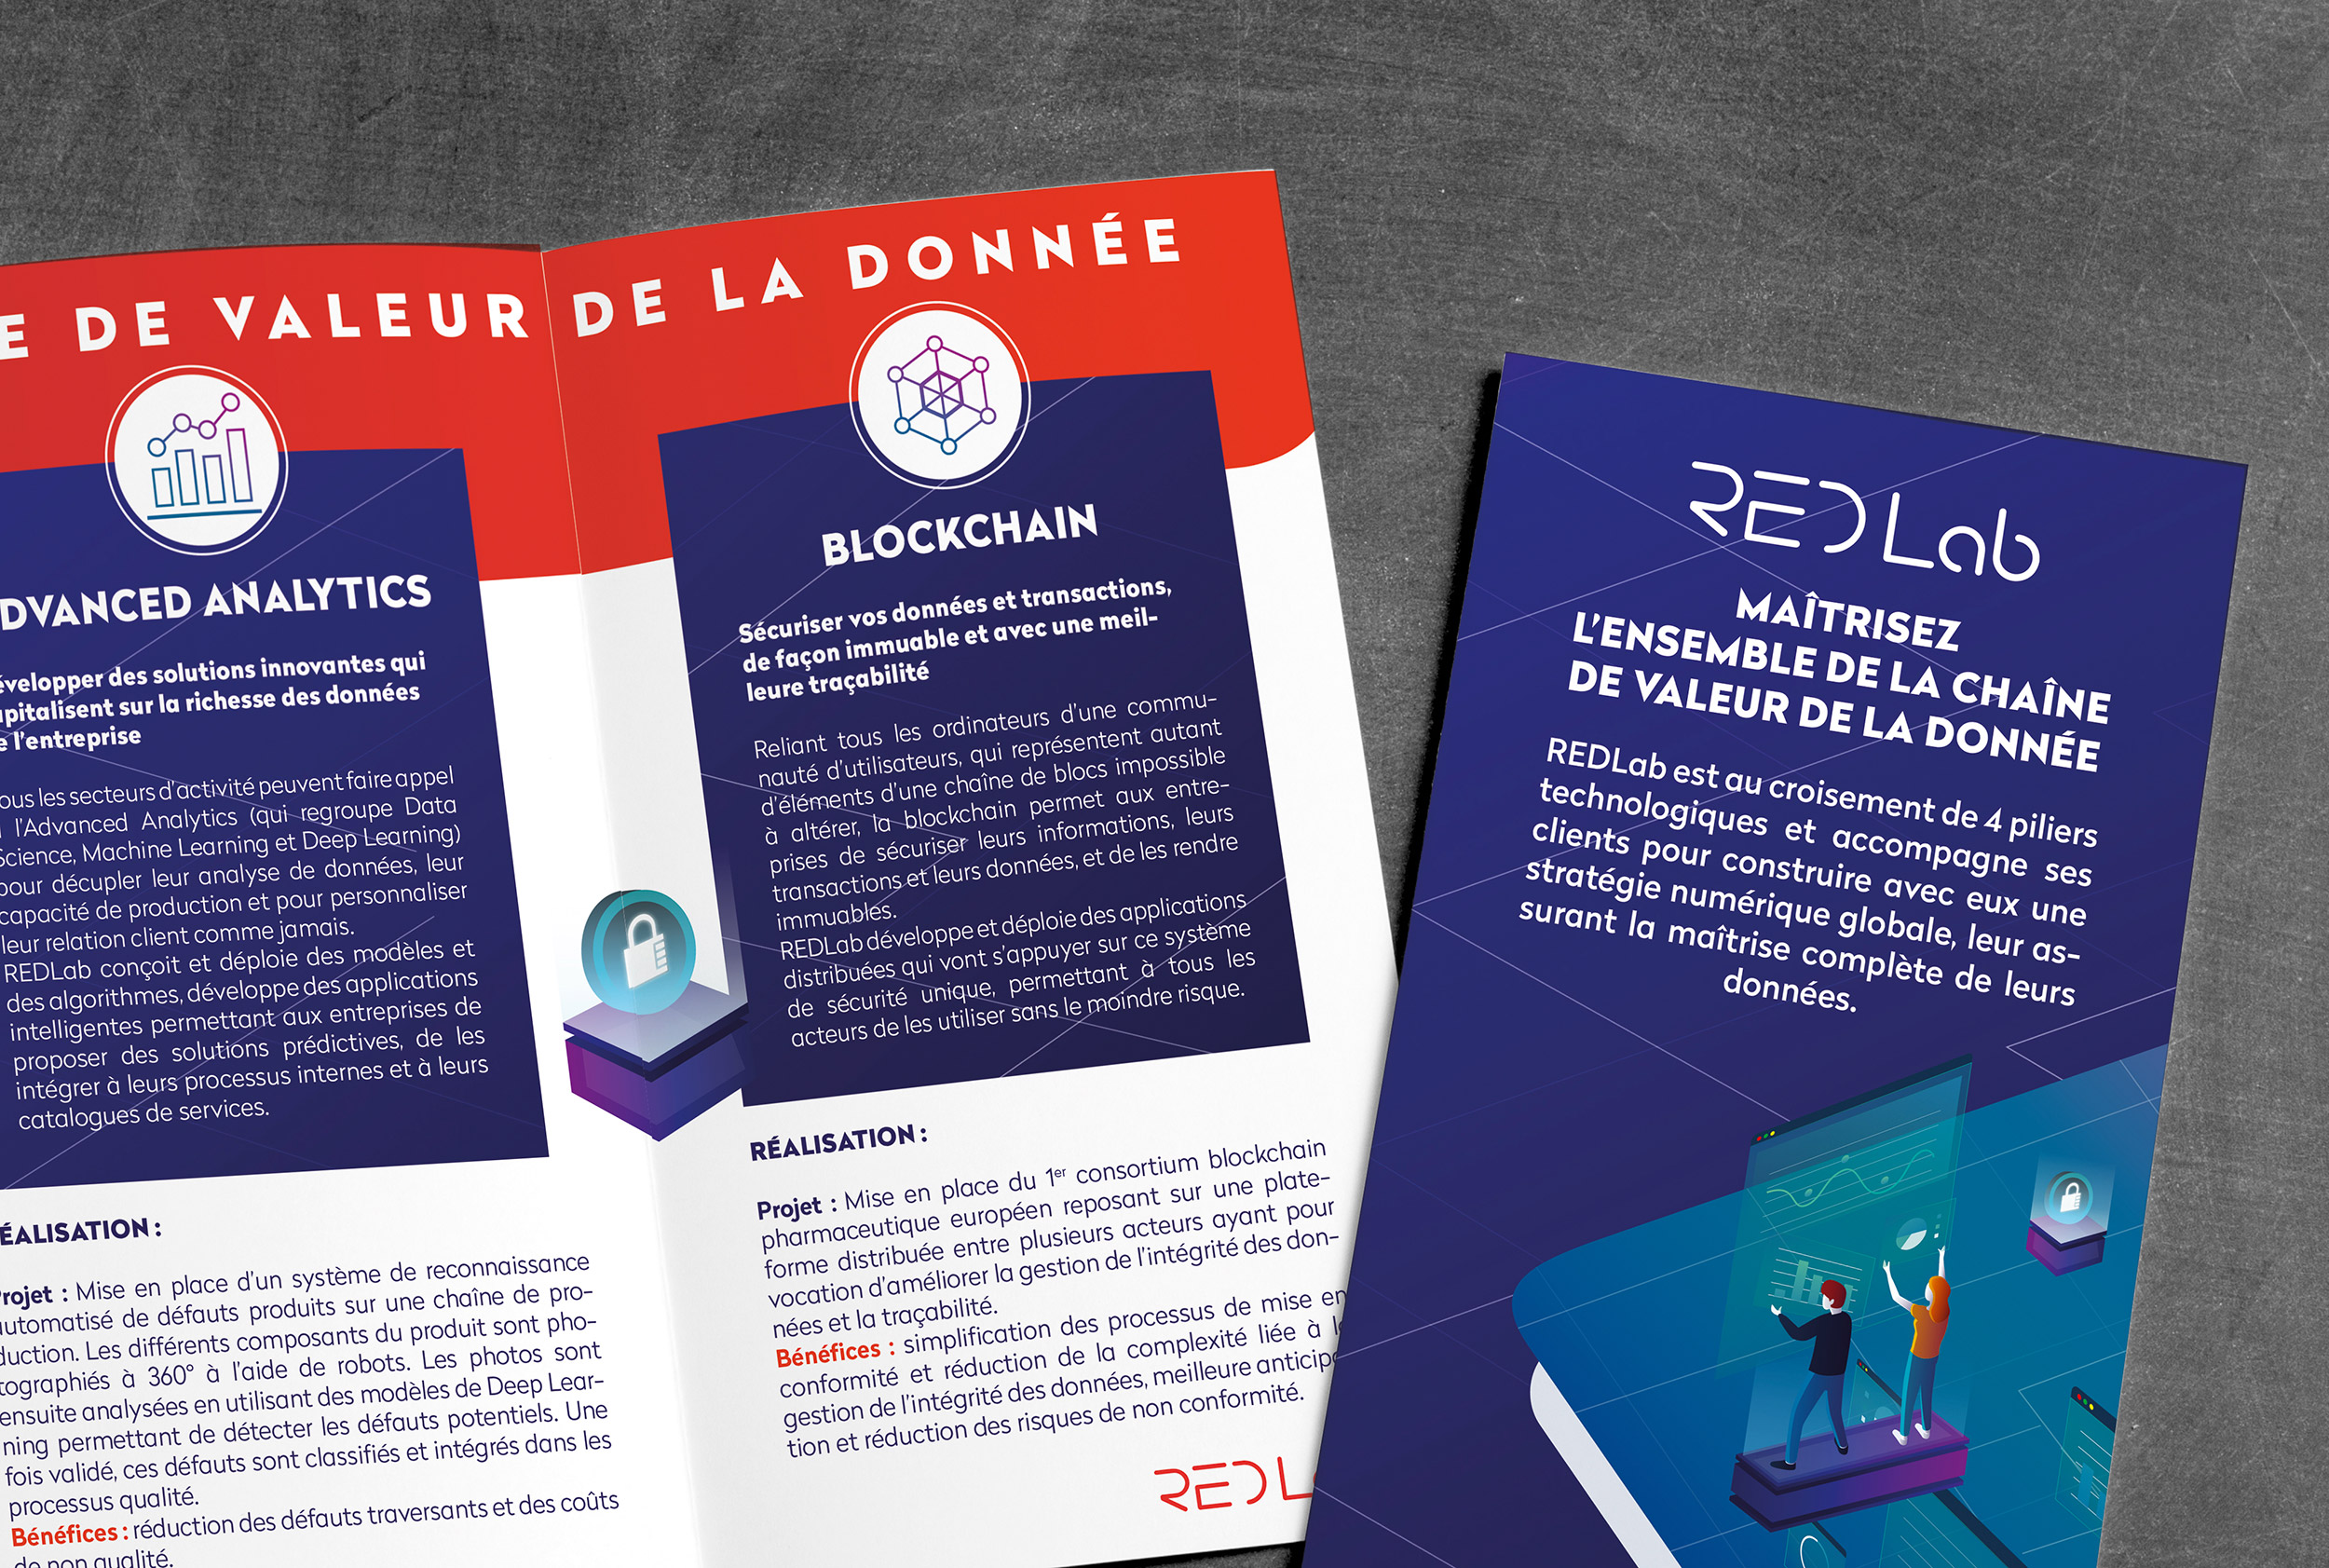 E DE VALEUR DE LA DONNÉE
DVANCED ANALYTICS
évelopper des solutions innovantes qui
apitalisent sur la richesse des données
e l'entreprise
ous les secteurs d'activité peuvent faire appel
l'Advanced Analytics (qui regroupe Data
Science, Machine Learning et Deep Learning)
pour décupler leur analyse de données, leur
capacité de production et pour personnaliser
leur relation client comme jamais.
REDLab conçoit et déploie des modèles et
des algorithmes, développe des applications
intelligentes permettant aux entreprises de
proposer des solutions prédictives, de les
intégrer à leurs processus internes et à leurs
catalogues de services.
ÉALISATION :
rojet : Mise en place d'un système de reconnaissance
automatisé de défauts produits sur une chaîne de pro-
duction. Les différents composants du produit sont pho-
tographiés à 360° à l'aide de robots. Les photos sont
ensuite analysées en utilisant des modèles de Deep Lear-
ning permettant de détecter les défauts potentiels. Une
fois validé, ces défauts sont classifiés et intégrés dans les
processus qualité.
Bénéfices : réduction des défauts traversants et des coûts
de non qualité.
BLOCKCHAIN
Sécuriser vos données et transactions,
de façon immuable et avec une meil-
leure traçabilité
Reliant tous les ordinateurs d'une commu-
nauté d'utilisateurs, qui représentent autant
d'éléments d'une chaîne de blocs impossible
à altérer, la blockchain permet aux entre-
prises de sécuriser leurs informations, leurs
transactions et leurs données, et de les rendre
immuables.
REDLab développe et déploie des applications
distribuées qui vont s'appuyer sur ce système
de sécurité unique, permettant à tous les
acteurs de les utiliser sans le moindre risque.
RÉALISATION :
Projet : Mise en place du 1er consortium blockchain
pharmaceutique européen reposant sur une plate-
forme distribuée entre plusieurs acteurs ayant pour
vocation d'améliorer la gestion de l'intégrité des don-
nées et la traçabilité.
Bénéfices : simplification des processus de mise en
conformité et réduction de la complexité liée à l
gestion de l'intégrité des données, meilleure anticipa
tion et réduction des risques de non conformité.
RED L
RED Lab
MAÎTRISEZ
L'ENSEMBLE DE LA CHAÎNE
DE VALEUR DE LA DONNÉE
REDLab est au croisement de 4 piliers
technologiques et accompagne ses
clients pour construire avec eux une
stratégie numérique globale, leur as-
surant la maîtrise complète de leurs
données.